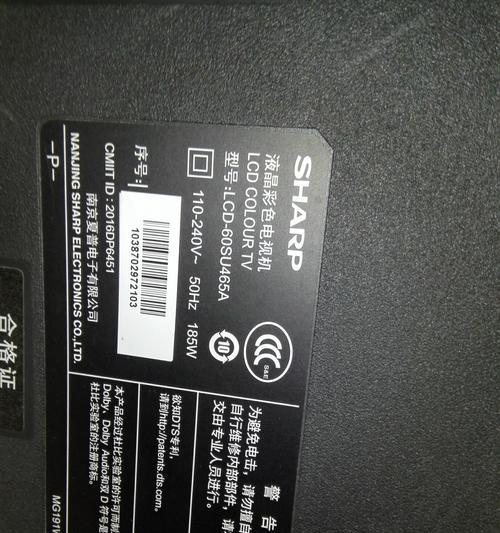 SHARP
液晶彩色电视机
LCD COLOUR TV
型号:LCD-60SU465A
110-240V~ 50Hz 185W
序号:
1038702972103
CMIIT ID : 2016DP6451
南京夏普电子有限公司
NANJING SHARP ELECTRONICS CO.,LTD.
-P-
CCC
S&E
10
警告
为避免电击,请勿擅自
自行维修内部部件,请
交由专业人员进行。
欲知DTS专利,
请到http://patents.dts.com.
本产品经过杜比实验室的许可而制
Dolby、Dolby Audio和双 D 符号是
杜比实验室的注册商标。
MG191
合格证